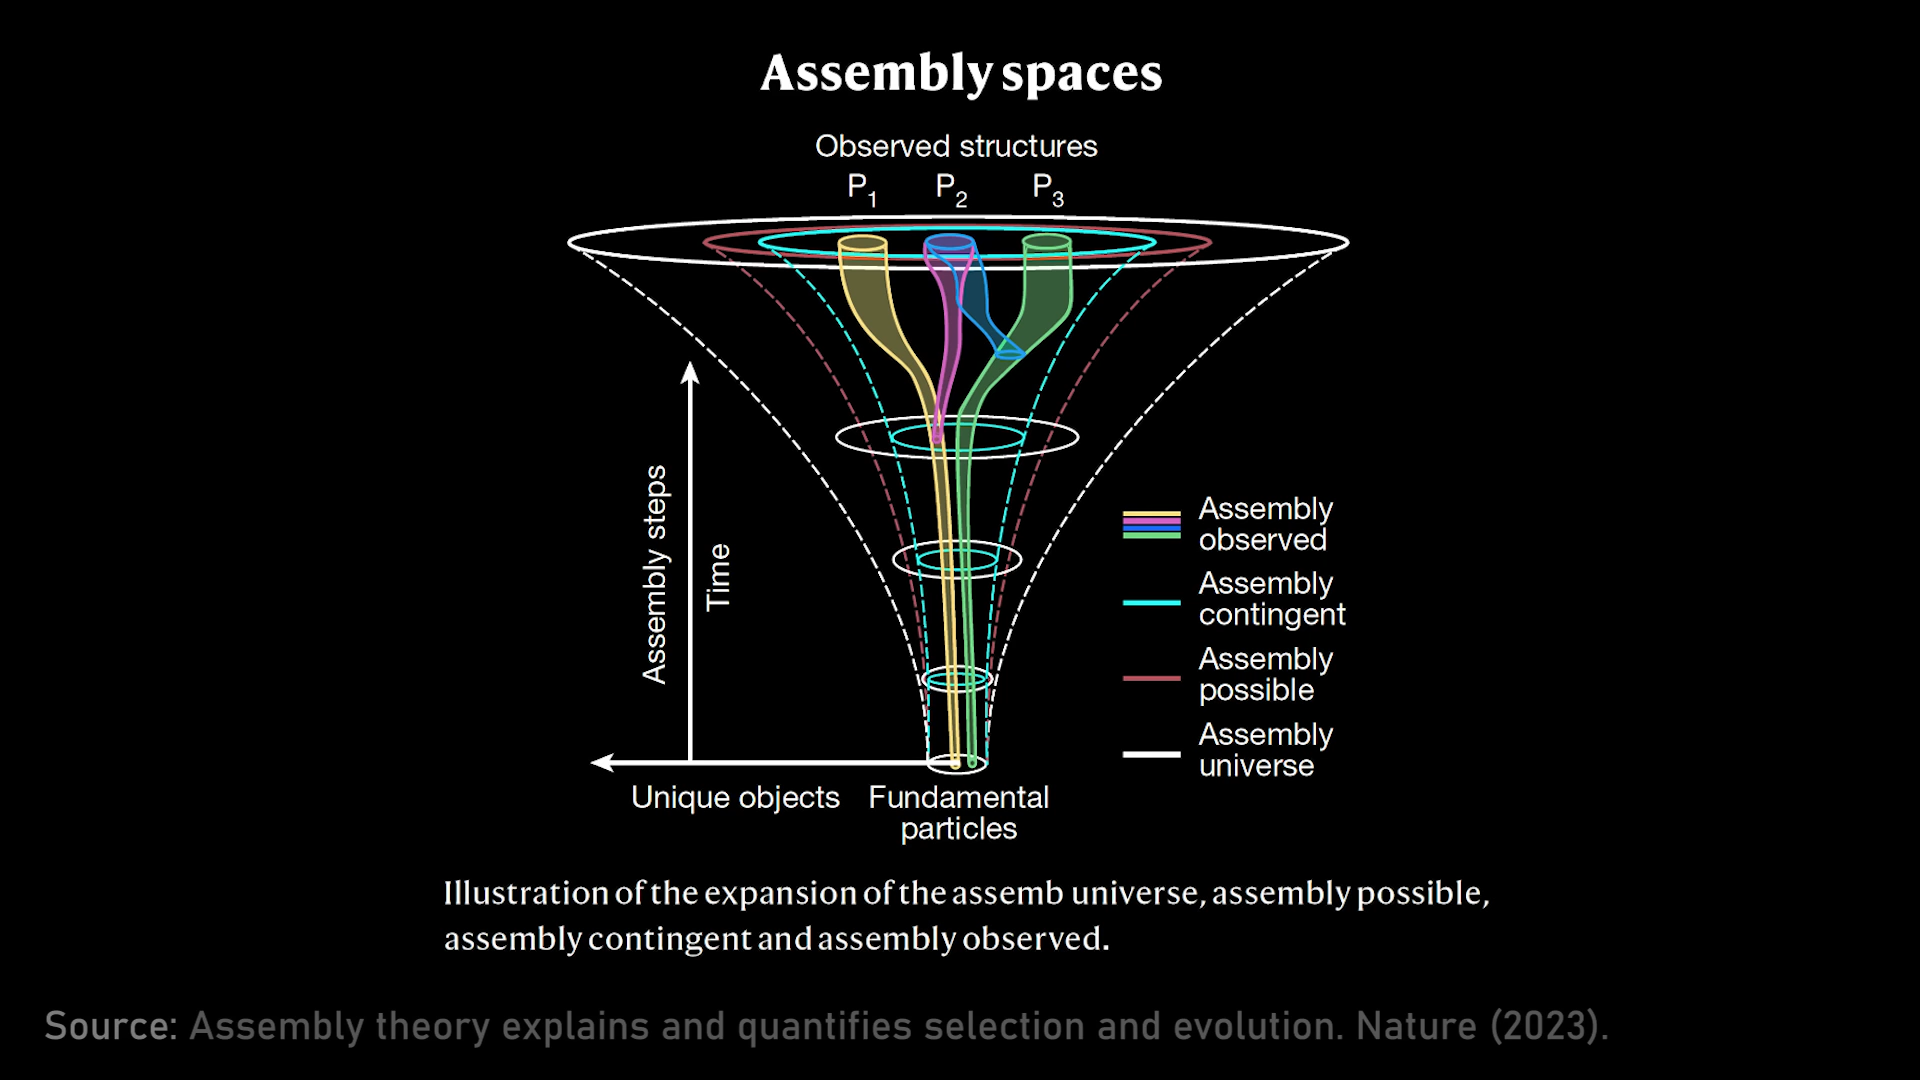 Assembly spaces
Observed structures
P1 P2 P3
Assembly steps
Time
Assembly
observed
Assembly
contingent
Assembly
possible
Assembly
universe
Unique objects
Fundamental
particles
Illustration of the expansion of the assemb universe, assembly possible,
assembly contingent and assembly observed.
Source: Assembly theory explains and quantifies selection and evolution. Nature (2023).